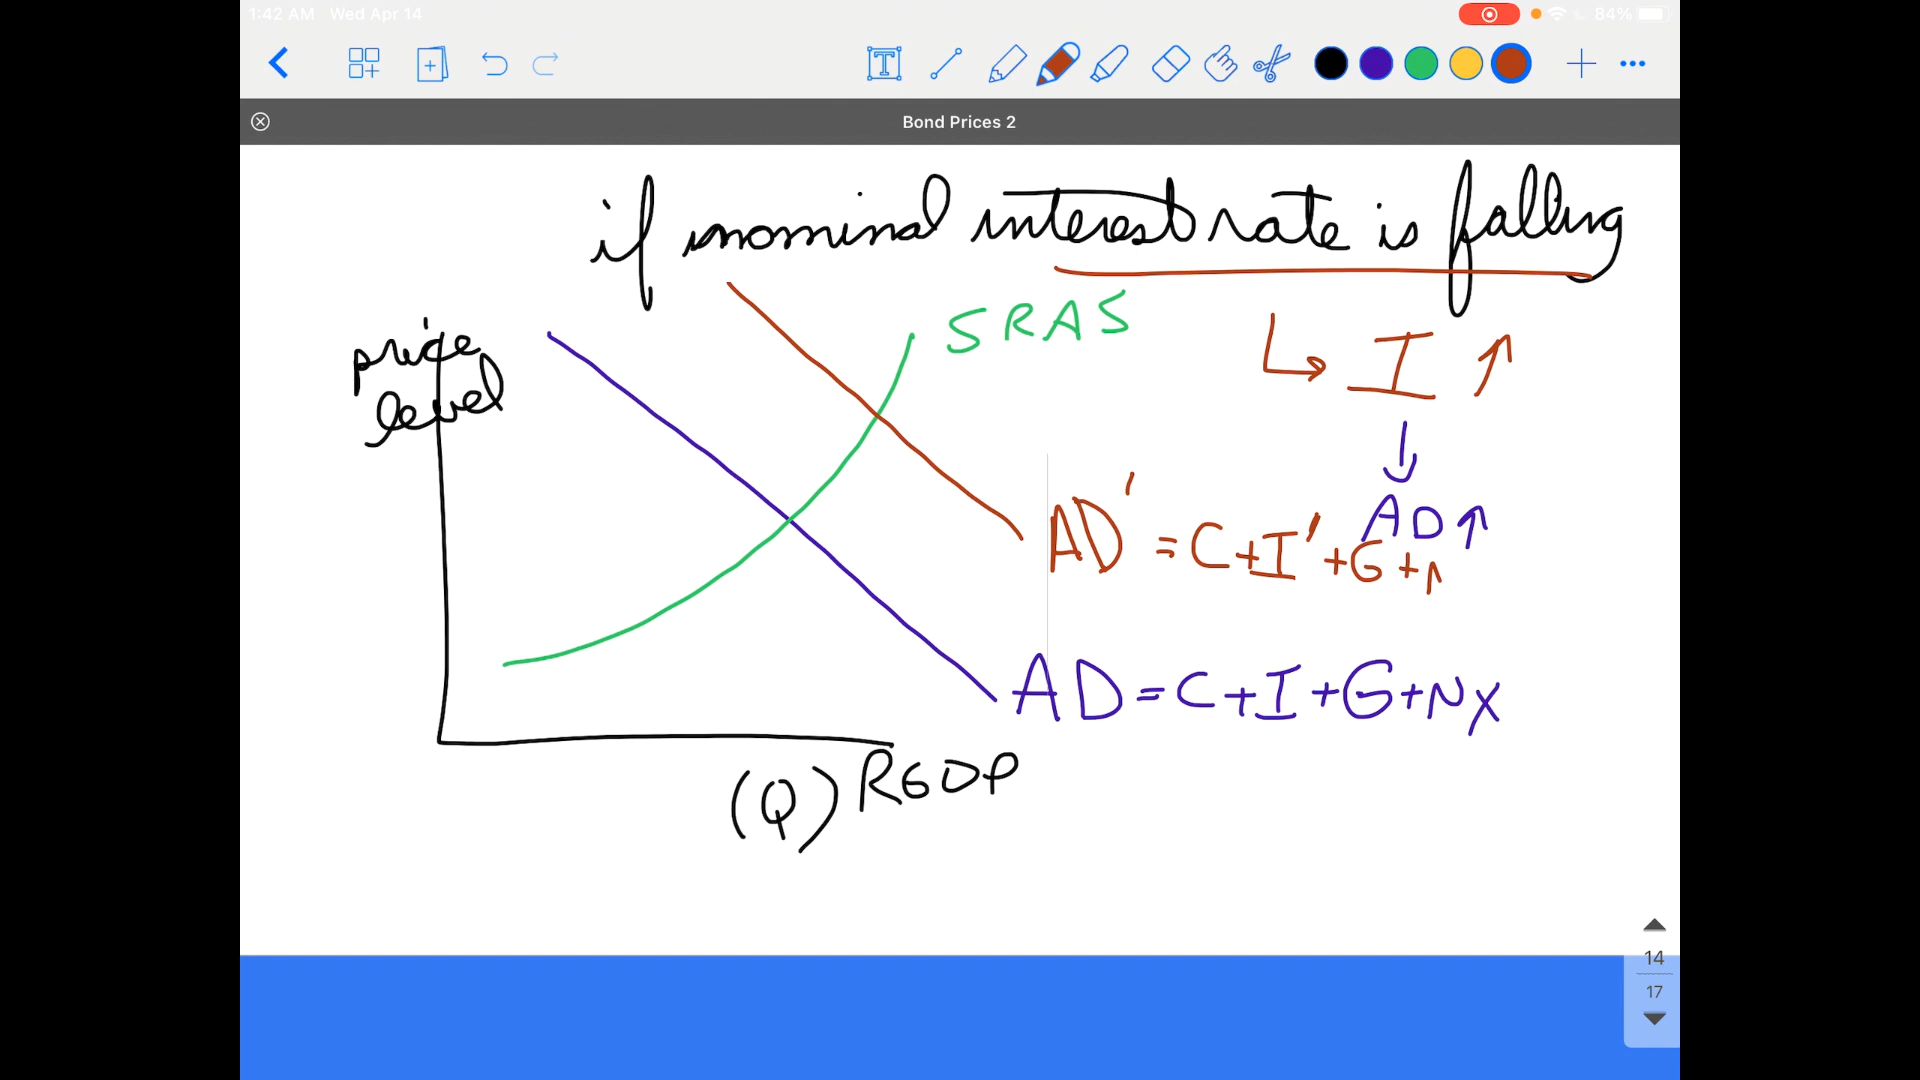 1:42 AM Wed Apr 14 84%
T
Bond Prices 2
if nominal interest rate is falling
price
level
SRAS
I ↑
AD ↑
AD' = C+I'+G+
AD = C+I+G+NX
(Q) RGDP
14
17